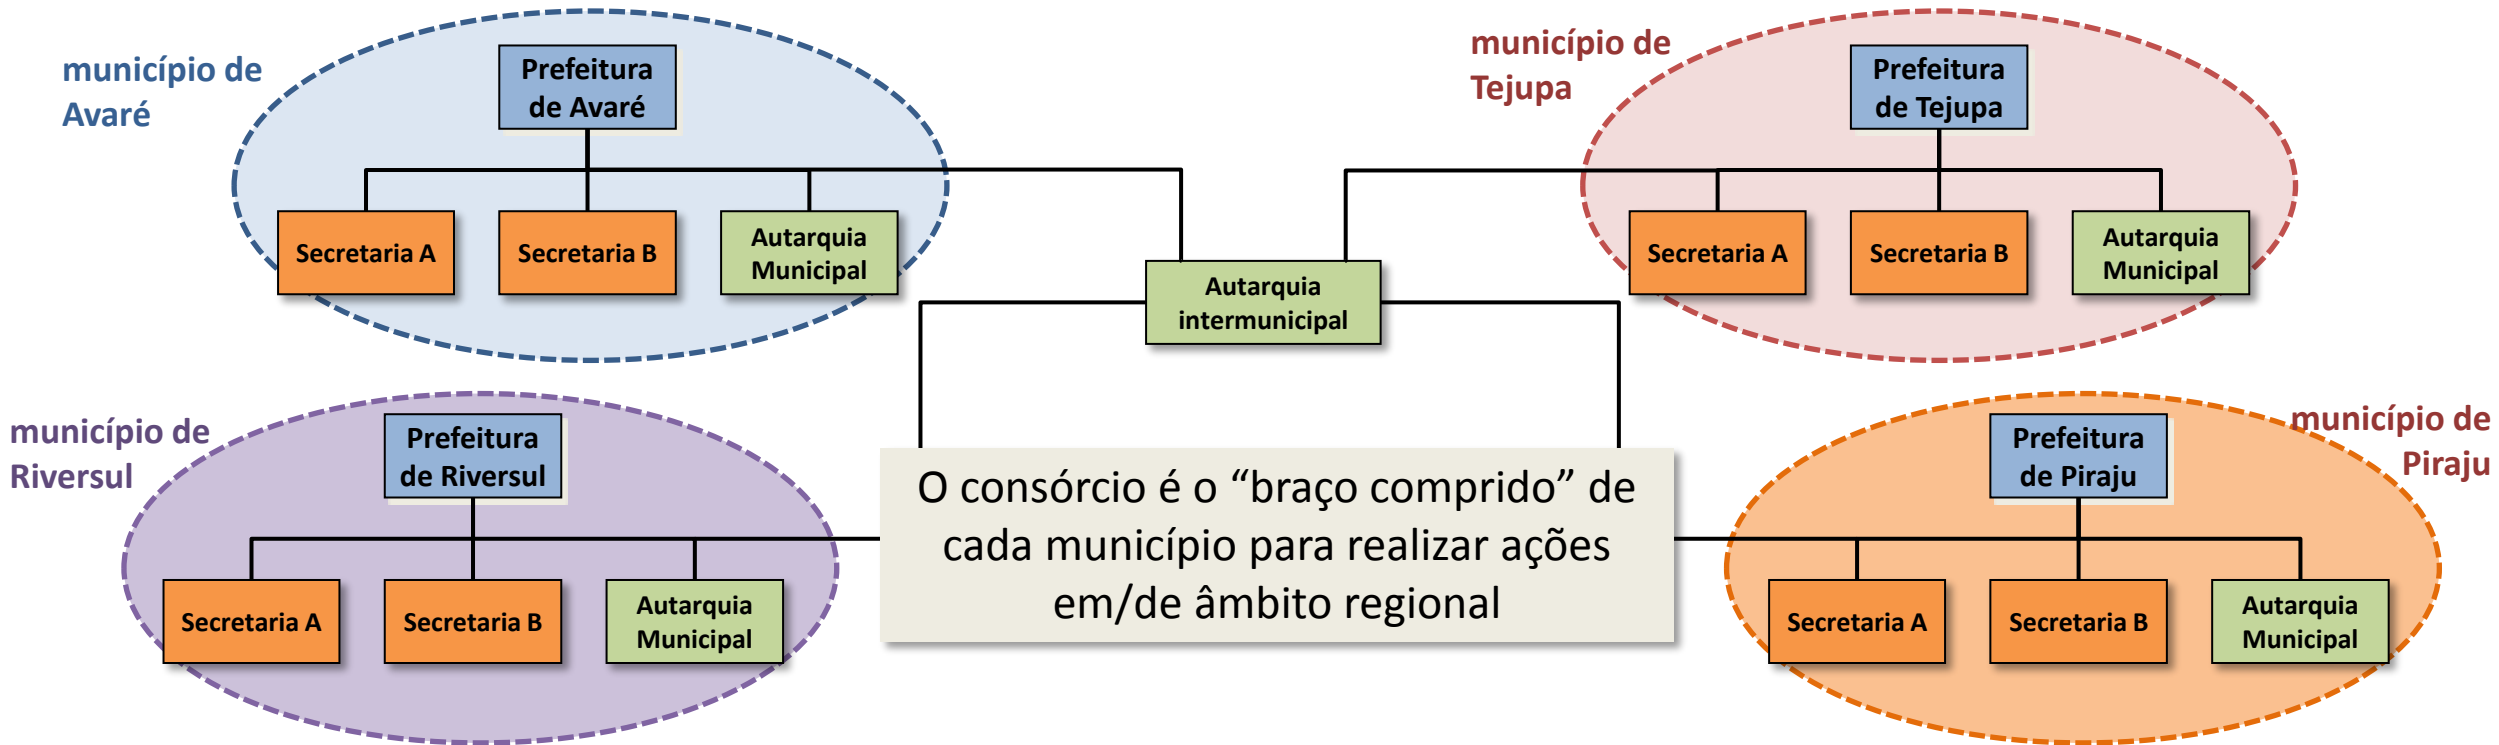 município de
Avaré
Prefeitura
de Avaré
Secretaria A
Secretaria B
Autarquia
Municipal
município de
Tejupa
Prefeitura
de Tejupa
Secretaria A
Secretaria B
Autarquia
Municipal
Autarquia
intermunicipal
município de
Riversul
Prefeitura
de Riversul
Secretaria A
Secretaria B
Autarquia
Municipal
O consórcio é o “braço comprido” de
cada município para realizar ações
em/de âmbito regional
município de
Piraju
Prefeitura
de Piraju
Secretaria A
Secretaria B
Autarquia
Municipal